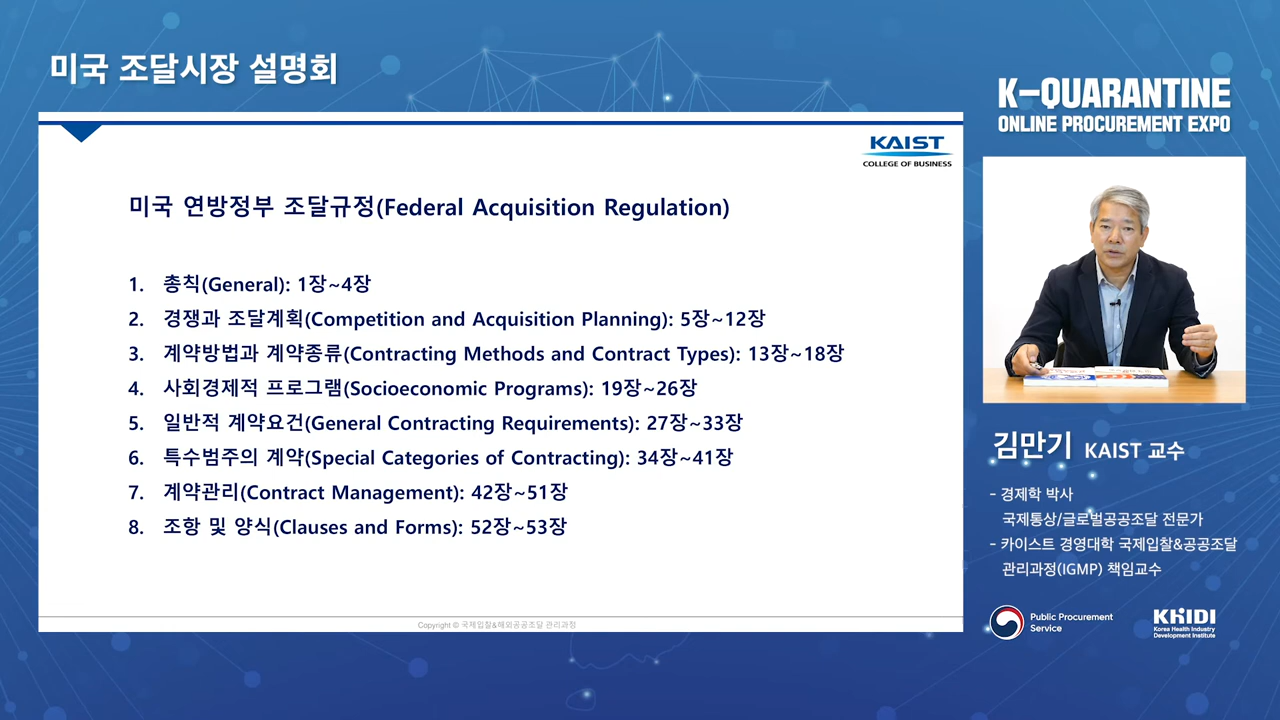 미국 조달시장 설명회
K-QUARANTINE
ONLINE PROCUREMENT EXPO
KAIST
COLLEGE OF BUSINESS
미국 연방정부 조달규정(Federal Acquisition Regulation)
1. 총칙(General): 1장~4장
2. 경쟁과 조달계획(Competition and Acquisition Planning): 5장~12장
3. 계약방법과 계약종류(Contracting Methods and Contract Types): 13장~18장
4. 사회경제적 프로그램(Socioeconomic Programs): 19장~26장
5. 일반적 계약요건(General Contracting Requirements): 27장~33장
6. 특수범주의 계약(Special Categories of Contracting): 34장~41장
7. 계약관리(Contract Management): 42장~51장
8. 조항 및 양식(Clauses and Forms): 52장~53장
Copyright © 국제입찰&해외공공조달 관리과정
김만기 KAIST 교수
- 경제학 박사
국제통상/글로벌공공조달 전문가
- 카이스트 경영대학 국제입찰&공공조달
관리과정(IGMP) 책임교수
Public Procurement
Service
KHIDI
Korea Health Industry
Development Institute